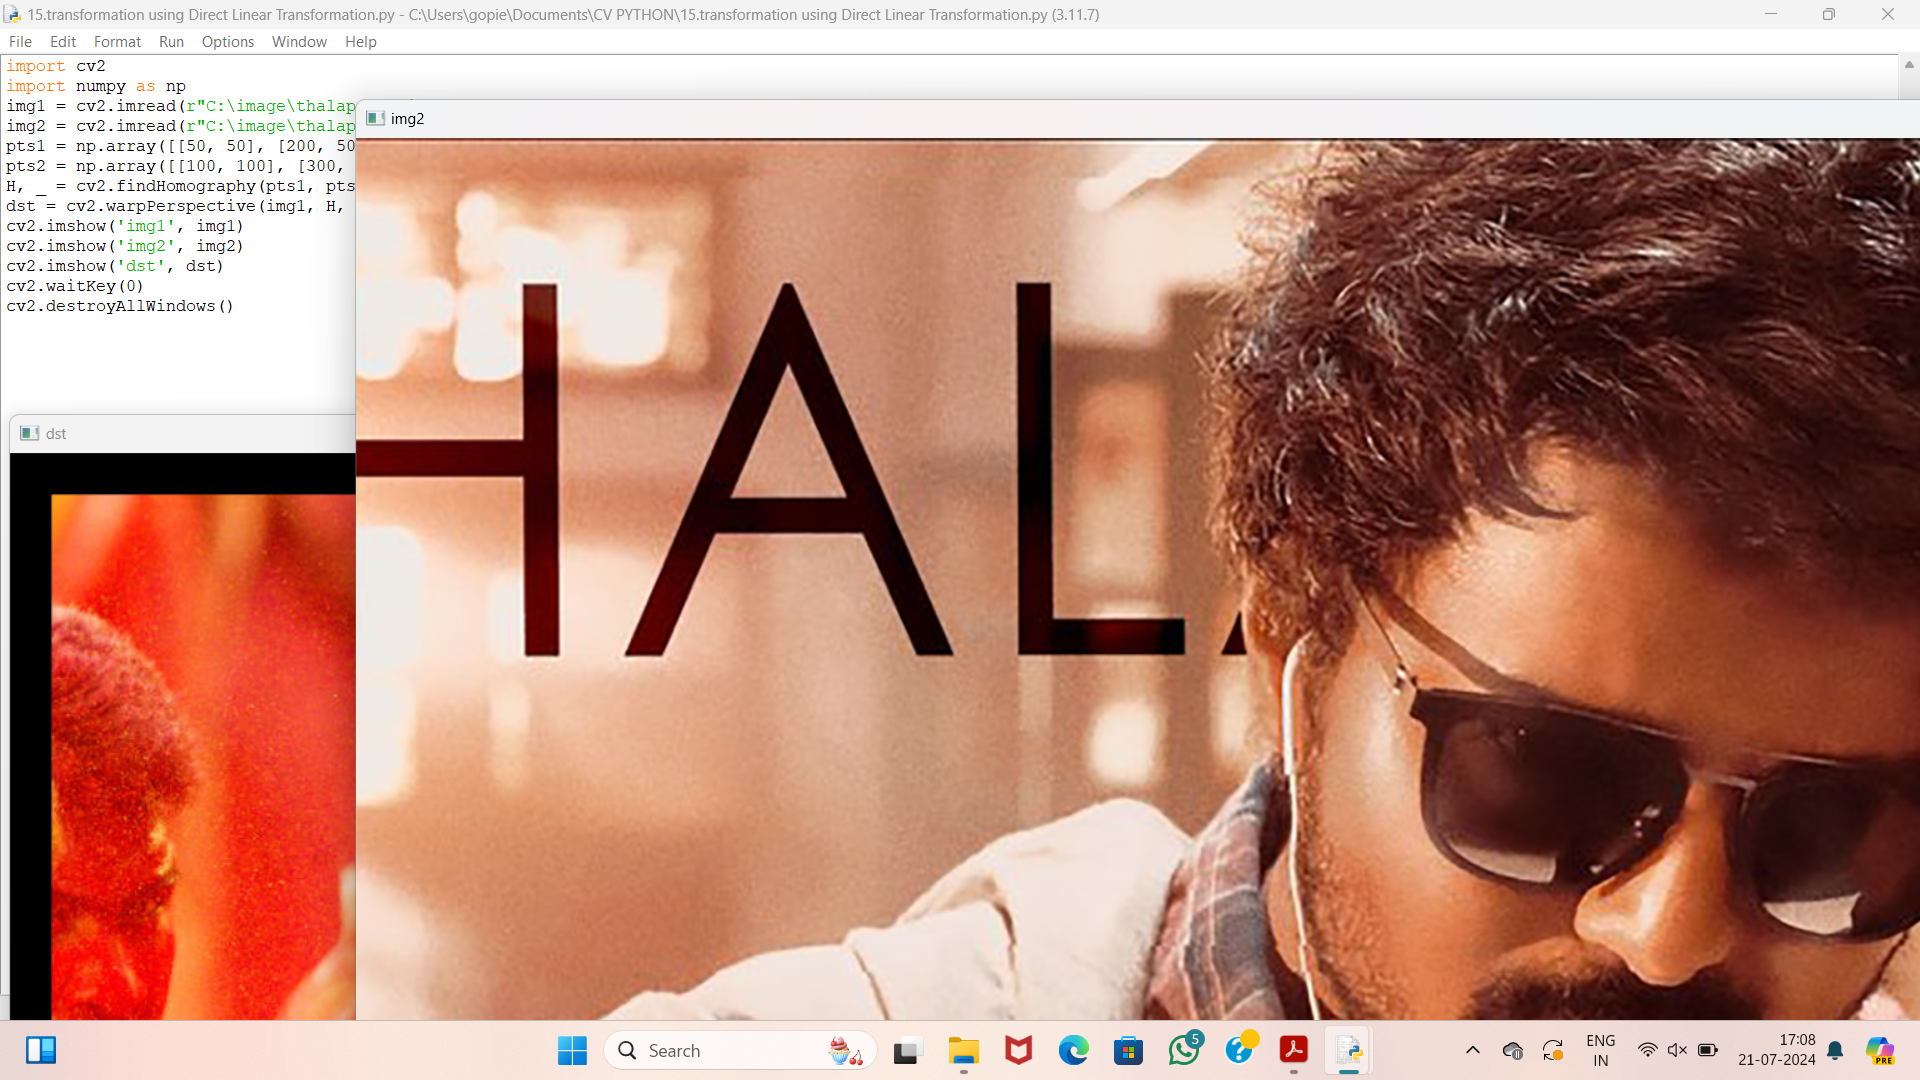 15.transformation using Direct Linear Transformation.py - C:\Users\gopie\Documents\CV PYTHON\15.transformation using Direct Linear Transformation.py (3.11.7)
File Edit Format Run Options Window Help
import cv2
import numpy as np
img1 = cv2.imread(r"C:\image\thalap
img2 = cv2.imread(r"C:\image\thalap
pts1 = np.array([[50, 50], [200, 50
pts2 = np.array([[100, 100], [300,
H, _ = cv2.findHomography(pts1, pts
dst = cv2.warpPerspective(img1, H,
cv2.imshow('img1', img1)
cv2.imshow('img2', img2)
cv2.imshow('dst', dst)
cv2.waitKey(0)
cv2.destroyAllWindows()
img2
HAL
dst
Search
5
ENG
IN
17:08
21-07-2024
PRE